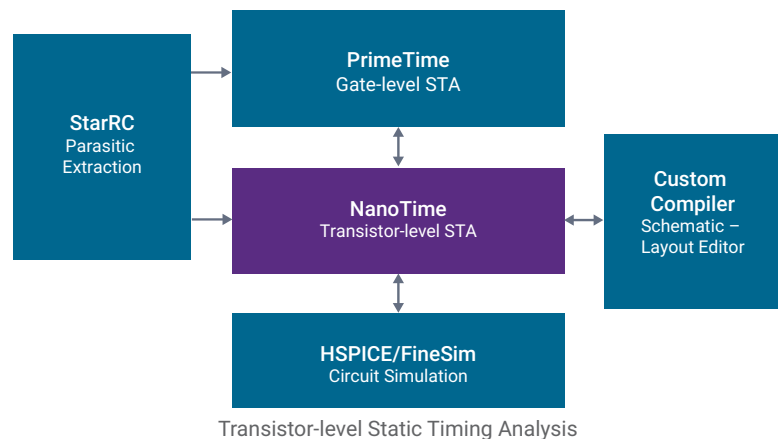 StarRC
Parasitic
Extraction
PrimeTime
Gate-level STA
NanoTime
Transistor-level STA
HSPICE/FineSim
Circuit Simulation
Custom
Compiler
Schematic –
Layout Editor
Transistor-level Static Timing Analysis